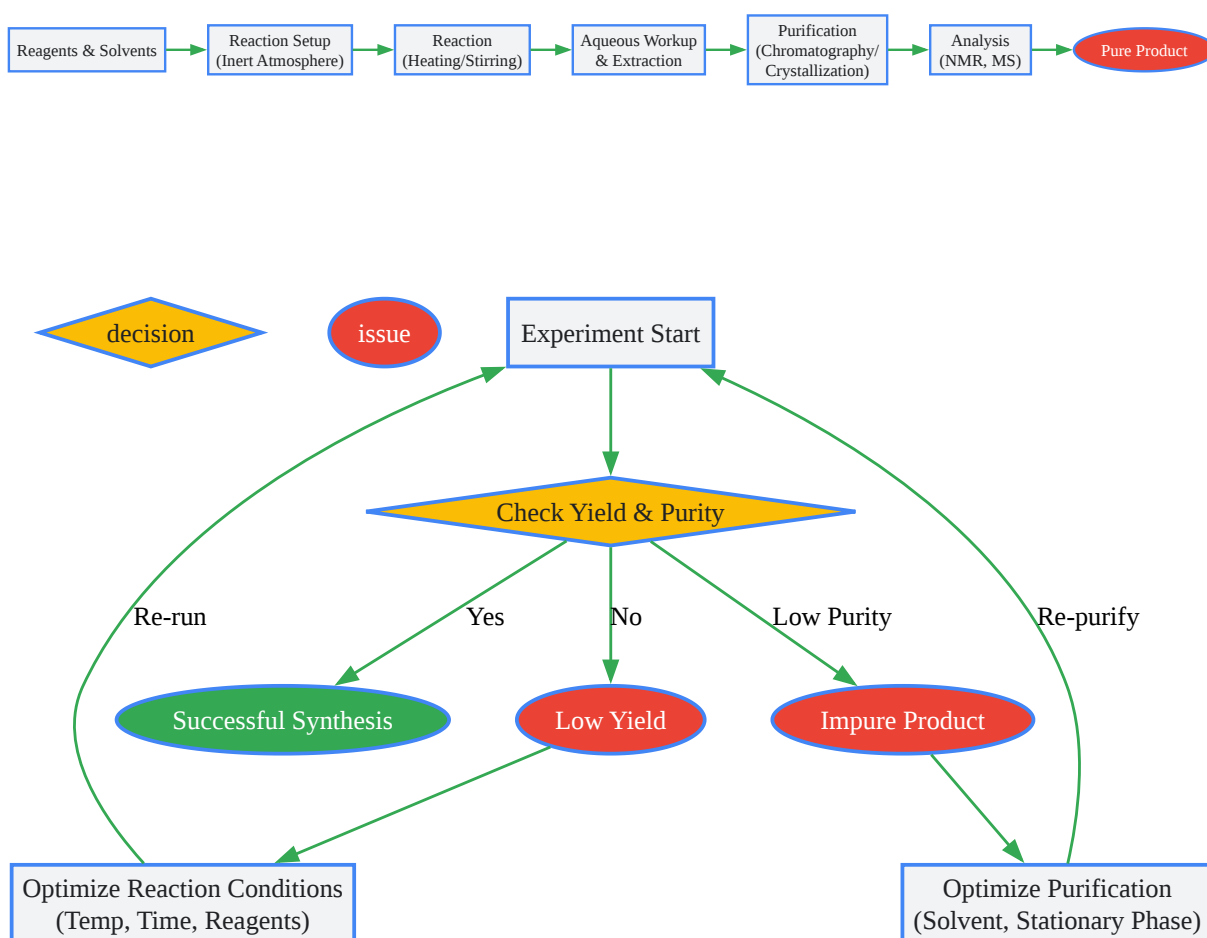 Reagents & Solvents
Reaction Setup
(Inert Atmosphere)
Reaction
(Heating/Stirring)
Aqueous Workup
& Extraction
Purification
(Chromatography/
Crystallization)
Analysis
(NMR, MS)
Pure Product
decision
issue
Experiment Start
Check Yield & Purity
Re-run
Yes
No
Low Purity
Re-purify
Successful Synthesis
Low Yield
Impure Product
Optimize Reaction Conditions
(Temp, Time, Reagents)
Optimize Purification
(Solvent, Stationary Phase)